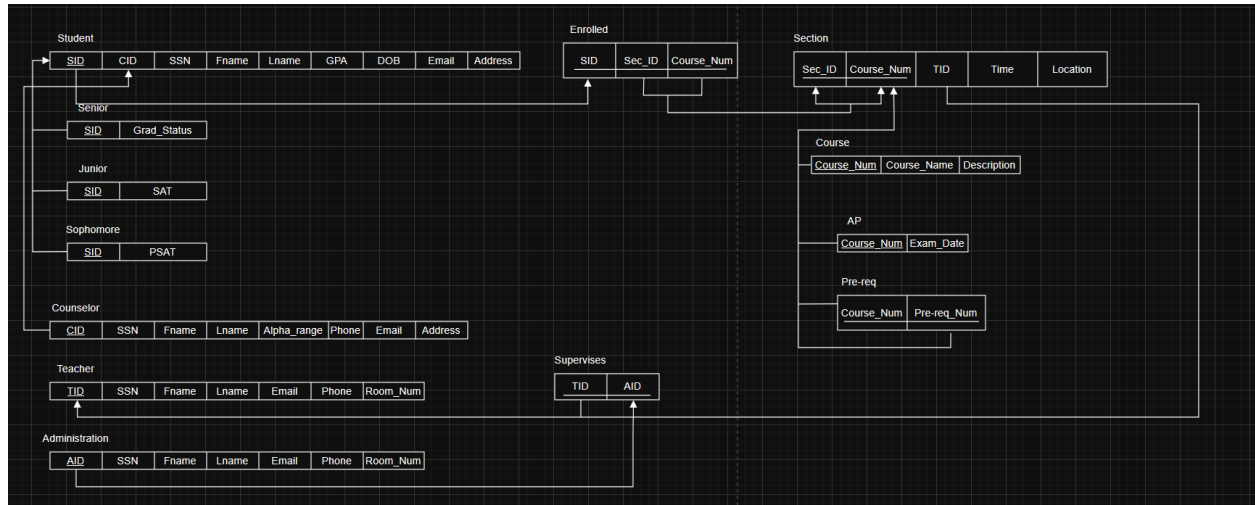 Student
SID CID SSN Fname Lname GPA DOB Email Address
Enrolled
SID Sec_ID Course_Num
Section
Sec_ID Course_Num TID Time Location
Senior
SID Grad_Status
Junior
SID SAT
Sophomore
SID PSAT
Course
Course_Num Course_Name Description
AP
Course_Num Exam_Date
Pre-req
Course_Num Pre-req_Num
Counselor
CID SSN Fname Lname Alpha_range Phone Email Address
Teacher
TID SSN Fname Lname Email Phone Room_Num
Supervises
TID AID
Administration
AID SSN Fname Lname Email Phone Room_Num